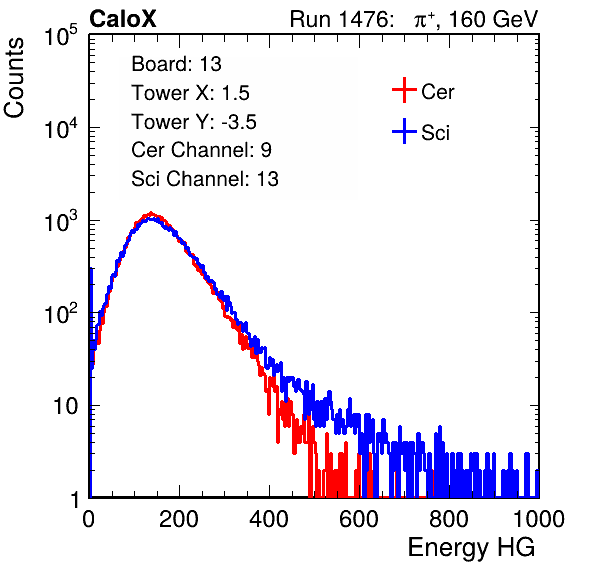 CaloX Run 1476: π⁺, 160 GeV
Counts
Board: 13
Tower X: 1.5
Tower Y: -3.5
Cer Channel: 9
Sci Channel: 13
Cer
Sci
10⁵
10⁴
10³
10²
10
1
0 200 400 600 800 1000
Energy HG